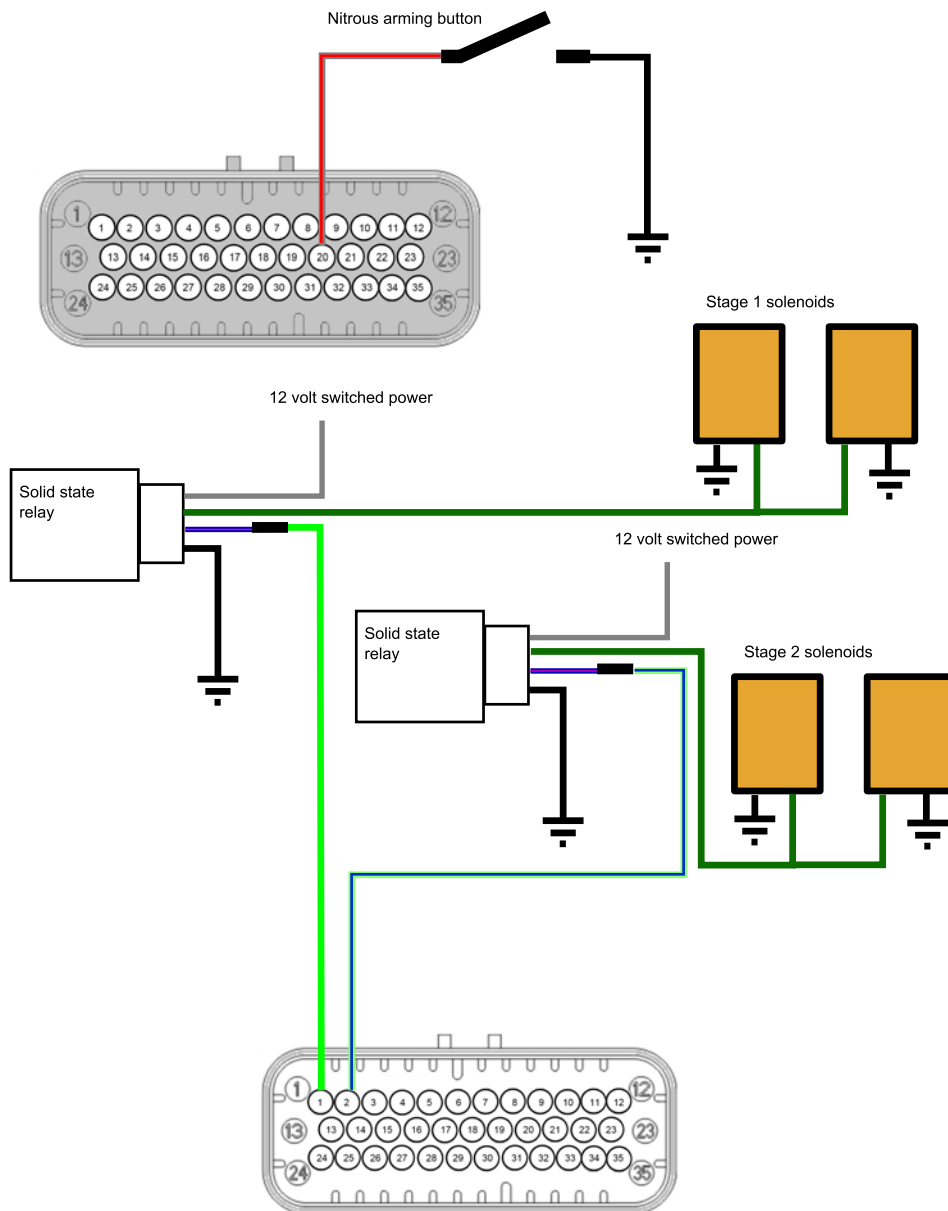 Nitrous arming button
1 12
1 2 3 4 5 6 7 8 9 10 11 12
13 23
13 14 15 16 17 18 19 20 21 22 23
24 25 26 27 28 29 30 31 32 33 34 35
24 35
Stage 1 solenoids
12 volt switched power
Solid state
relay
12 volt switched power
Solid state
relay
Stage 2 solenoids
1 12
1 2 3 4 5 6 7 8 9 10 11 12
13 23
13 14 15 16 17 18 19 20 21 22 23
24 25 26 27 28 29 30 31 32 33 34 35
24 35